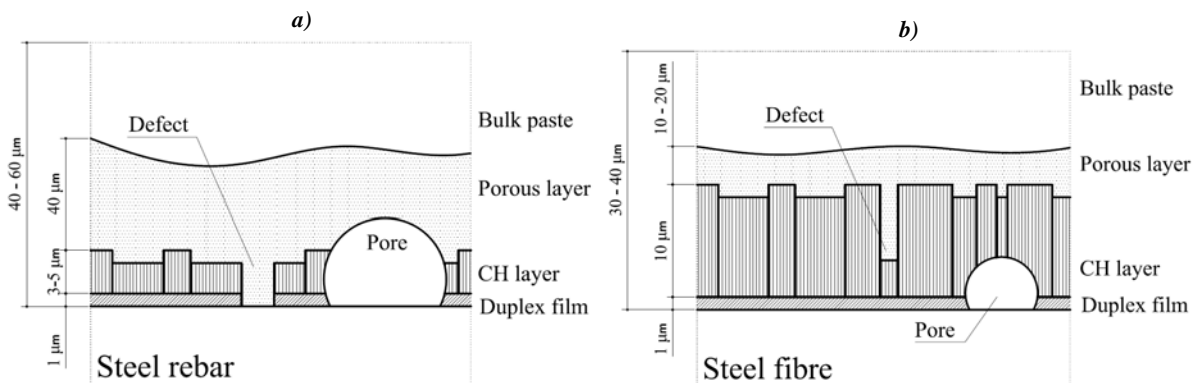 a)
Bulk paste
Defect
Porous layer
Pore
CH layer
Duplex film
40 - 60 µm
40 µm
3-5 µm
1 µm
Steel rebar
b)
Bulk paste
Defect
Porous layer
CH layer
Duplex film
Pore
30 - 40 µm
10 - 20 µm
10 µm
1 µm
Steel fibre